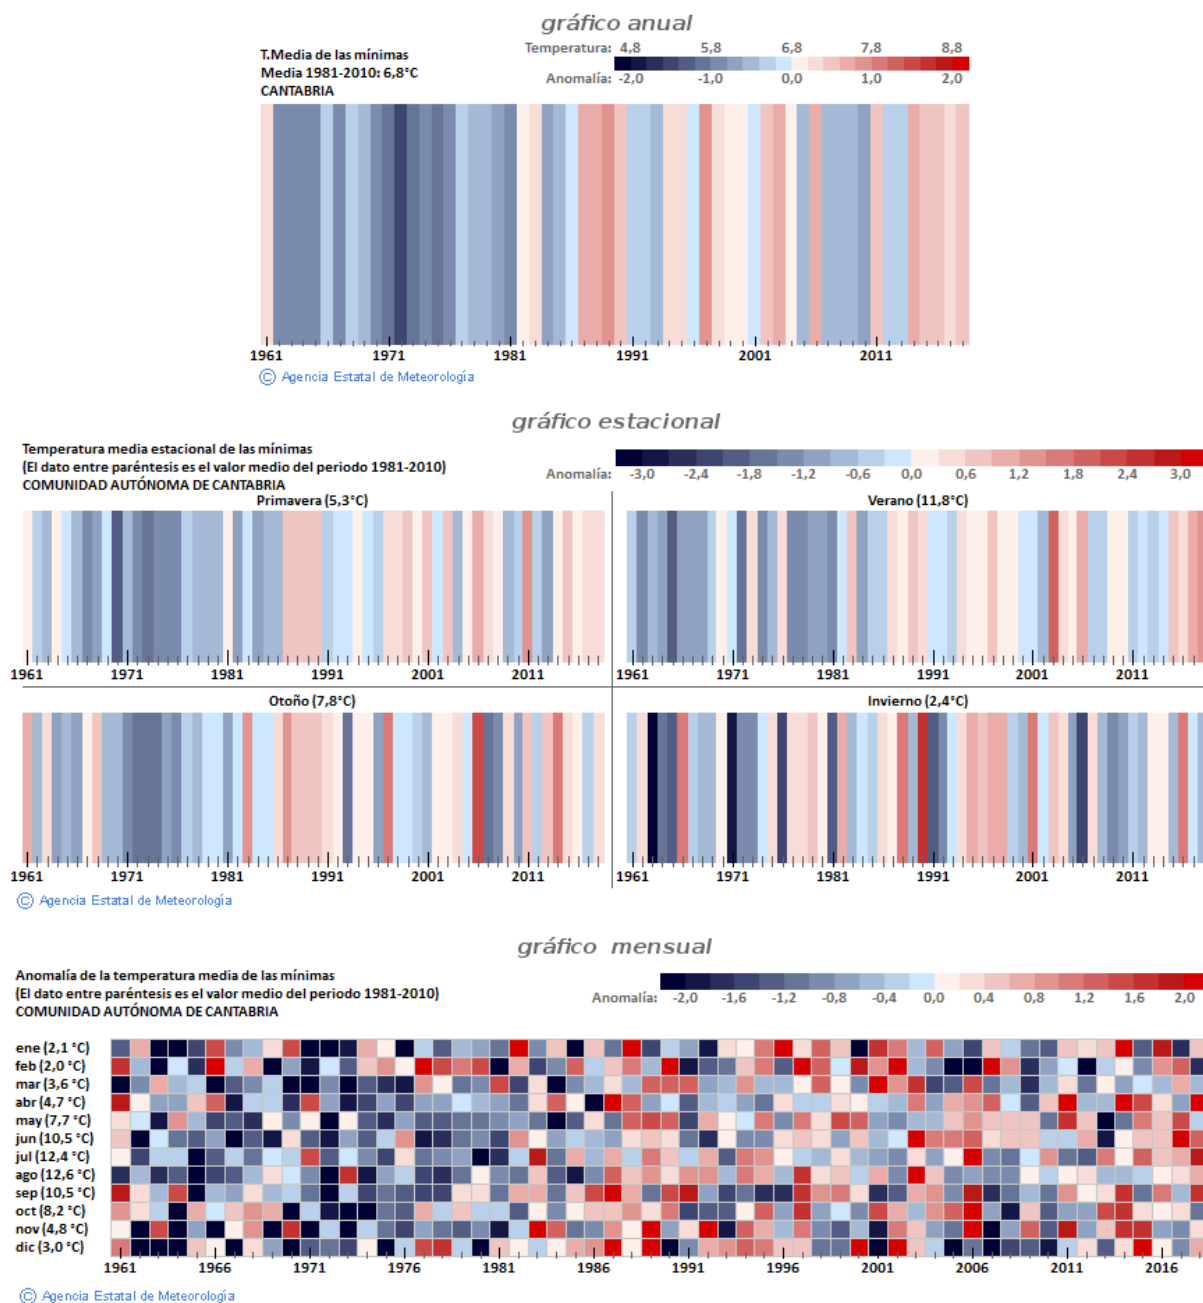 gráfico anual
T.Media de las mínimas
Media 1981-2010: 6,8°C
CANTABRIA
Temperatura: 4,8 5,8 6,8 7,8 8,8
Anomalía: -2,0 -1,0 0,0 1,0 2,0
1961 1971 1981 1991 2001 2011
© Agencia Estatal de Meteorología
gráfico estacional
Temperatura media estacional de las mínimas
(El dato entre paréntesis es el valor medio del periodo 1981-2010)
COMUNIDAD AUTÓNOMA DE CANTABRIA
Anomalía: -3,0 -2,4 -1,8 -1,2 -0,6 0,0 0,6 1,2 1,8 2,4 3,0
Primavera (5,3°C)
1961 1971 1981 1991 2001 2011
Verano (11,8°C)
1961 1971 1981 1991 2001 2011
Otoño (7,8°C)
1961 1971 1981 1991 2001 2011
Invierno (2,4°C)
1961 1971 1981 1991 2001 2011
© Agencia Estatal de Meteorología
gráfico mensual
Anomalía de la temperatura media de las mínimas
(El dato entre paréntesis es el valor medio del periodo 1981-2010)
COMUNIDAD AUTÓNOMA DE CANTABRIA
Anomalía: -2,0 -1,6 -1,2 -0,8 -0,4 0,0 0,4 0,8 1,2 1,6 2,0
ene (2,1 °C)
feb (2,0 °C)
mar (3,6 °C)
abr (4,7 °C)
may (7,7 °C)
jun (10,5 °C)
jul (12,4 °C)
ago (12,6 °C)
sep (10,5 °C)
oct (8,2 °C)
nov (4,8 °C)
dic (3,0 °C)
1961 1966 1971 1976 1981 1986 1991 1996 2001 2006 2011 2016
© Agencia Estatal de Meteorología